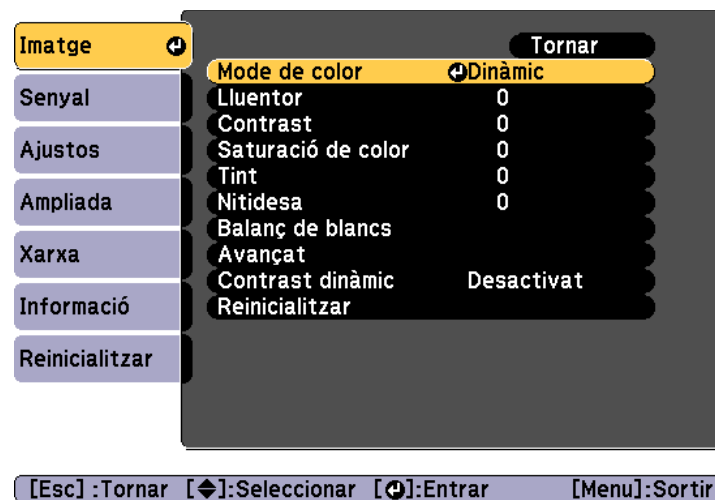 Imatge
Senyal
Ajustos
Ampliada
Xarxa
Informació
Reinicialitzar
Tornar
Mode de color Dinàmic
Lluentor 0
Contrast 0
Saturació de color 0
Tint 0
Nitidesa 0
Balanç de blancs
Avançat
Contrast dinàmic Desactivat
Reinicialitzar
[Esc] :Tornar [◆]:Seleccionar [↵]:Entrar [Menu]:Sortir